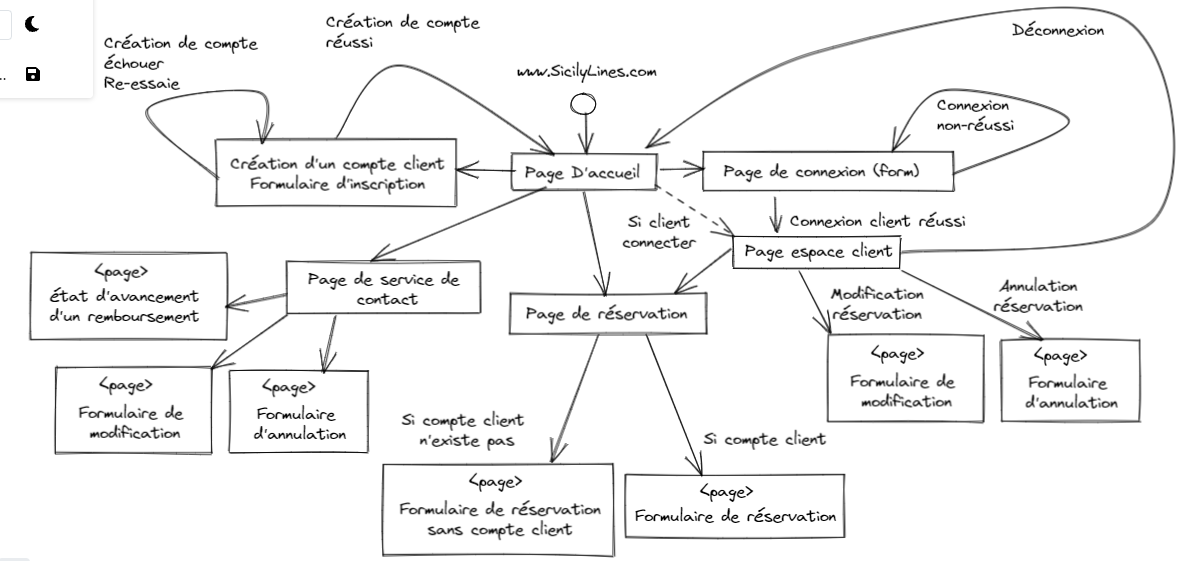 Création de compte
réussi
Création de compte
échouer
Re-essaie
www.SicilyLines.com
Déconnexion
Connexion
non-réussi
Création d'un compte client
Formulaire d'inscription
Page D'accueil
Page de connexion (form)
Si client
connecter
Connexion client réussi
Page espace client
<page>
état d'avancement
d'un remboursement
Page de service de
contact
Page de réservation
Modification
réservation
Annulation
réservation
<page>
Formulaire de
modification
<page>
Formulaire
d'annulation
<page>
Formulaire de
modification
<page>
Formulaire
d'annulation
Si compte client
n'existe pas
Si compte client
<page>
Formulaire de réservation
sans compte client
<page>
Formulaire de réservation